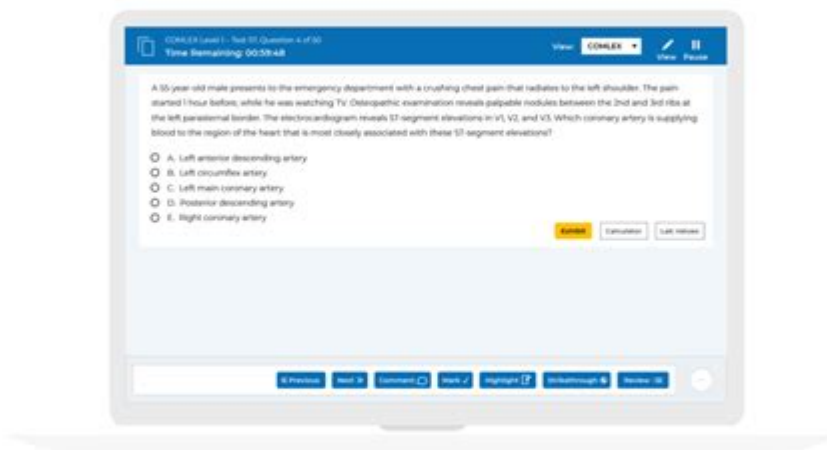 COMLEX Level 1 - Test 57, Question 4 of 50
Time Remaining: 00:59:48
View: COMLEX
View
Pause
A 55 year-old male presents to the emergency department with a crushing chest pain that radiates to the left shoulder. The pain
started 1 hour before, while he was watching TV. Osteopathic examination reveals palpable nodules between the 2nd and 3rd ribs at
the left parasternal border. The electrocardiogram reveals ST-segment elevations in V1, V2, and V3. Which coronary artery is supplying
blood to the region of the heart that is most closely associated with these ST-segment elevations?
A. Left anterior descending artery
B. Left circumflex artery
C. Left main coronary artery
D. Posterior descending artery
E. Right coronary artery
Exhibit
Calculator
Lab Values
Previous
Next
Comment
Mark
Highlight
Strikethrough
Review